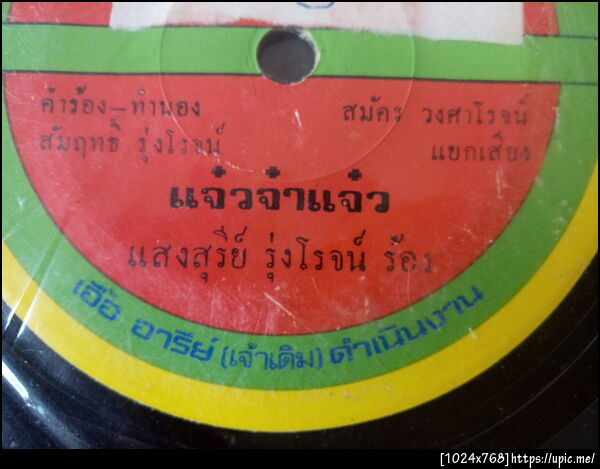 คำร้อง-ทำนอง
สัมฤทธิ์ รุ่งโรจน์
สมัคร วงศาโรจน์
แยกเสียง
แจ๋วจ๋าแจ๋ว
แสงสุรีย์ รุ่งโรจน์ ร้อง
เอื้อ อารีย์ (เจ้าเดิม) ดำเนินงาน
[1024x768]https://upic.me/